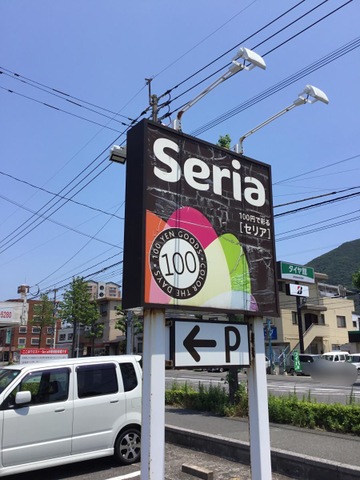 Seria
100円で彩る
[セリア]
100 YEN GOODS
COLOR THE DAYS
100
← P
タイヤ館